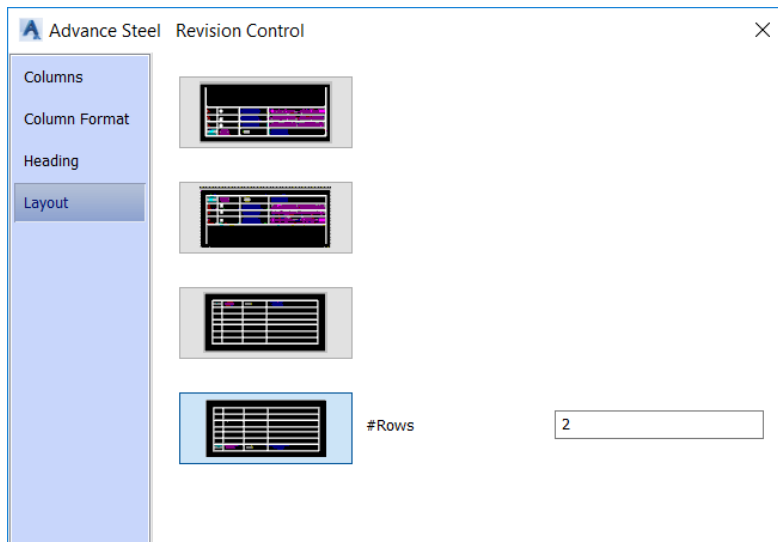 Advance Steel Revision Control
Columns
Column Format
Heading
Layout
#Rows 2